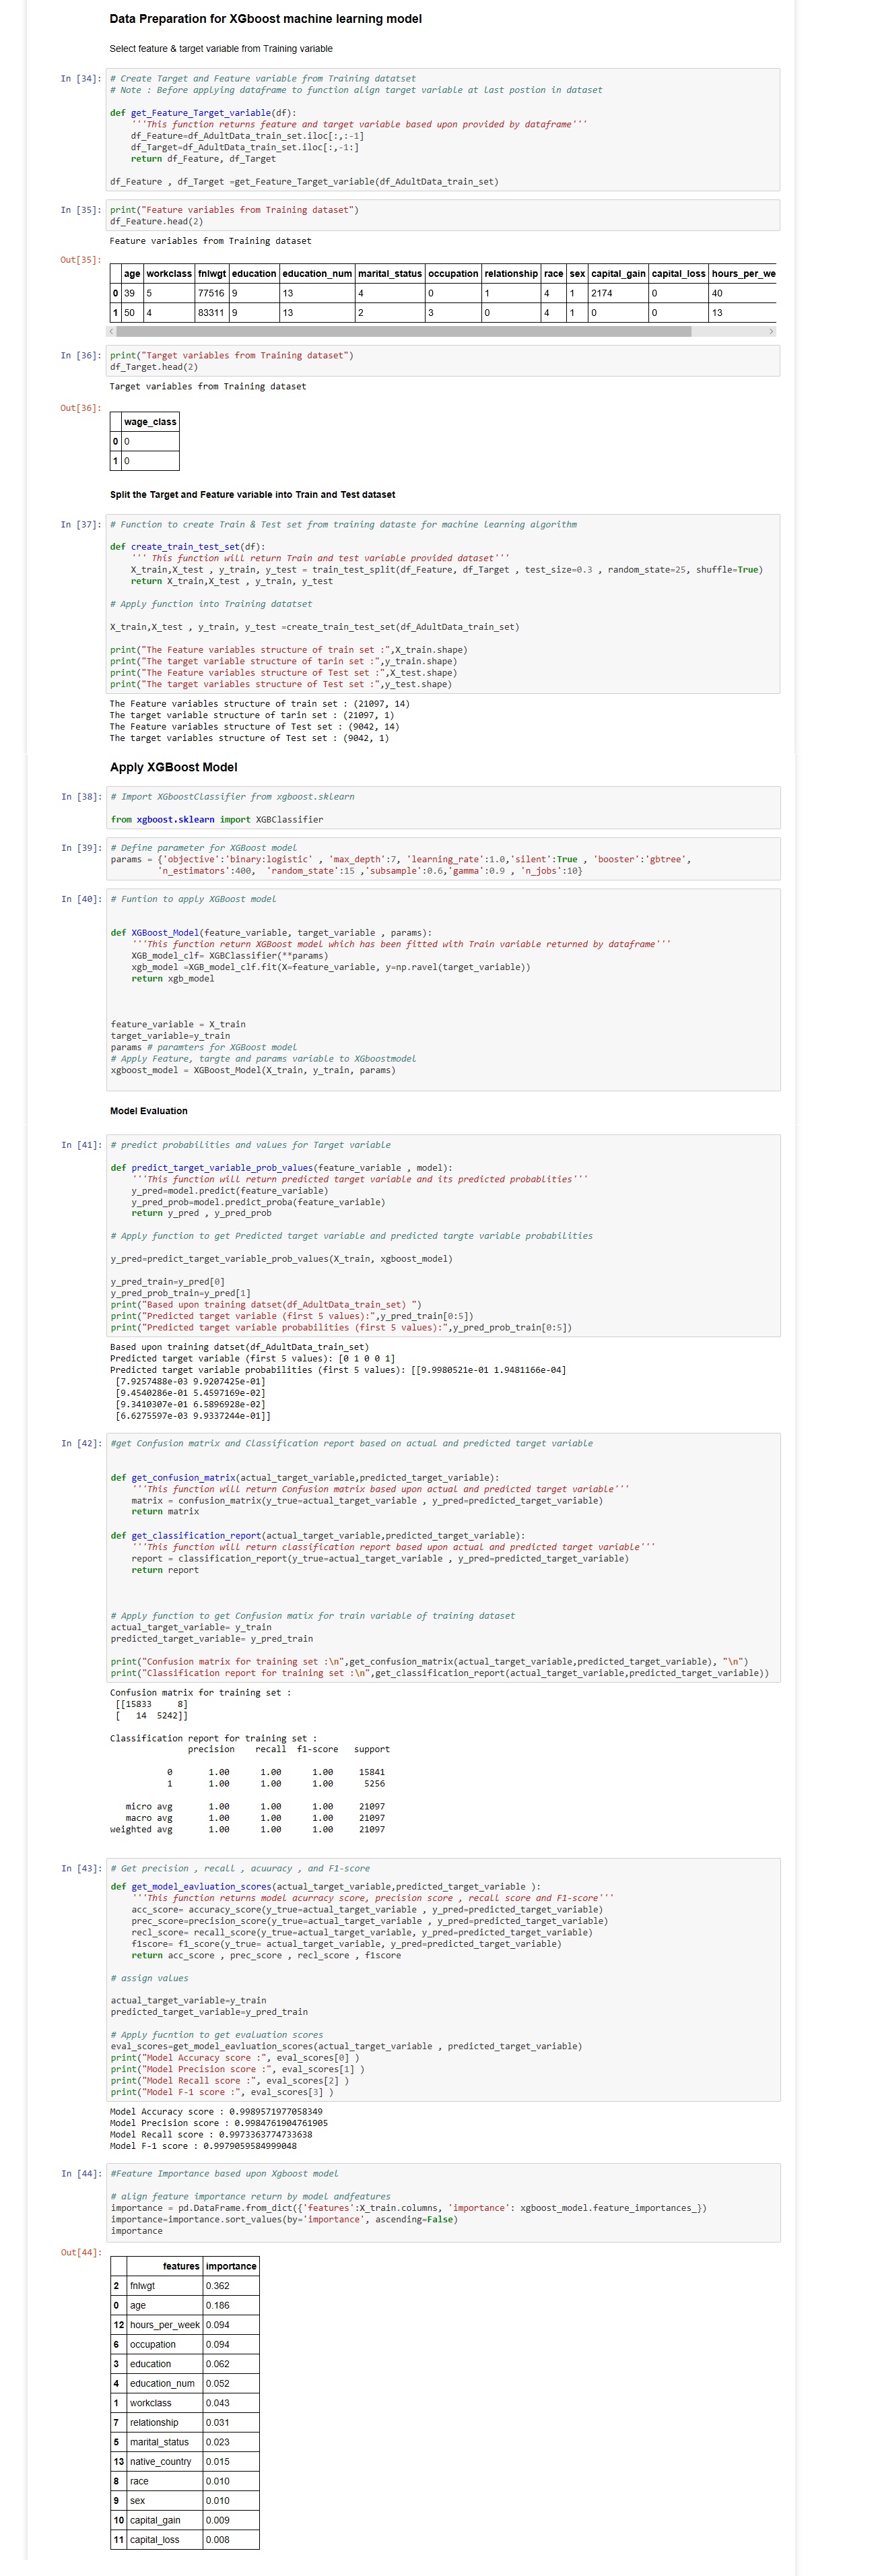 Data Preparation for XGboost machine learning model
Select feature & target variable from Training variable
In [34]: # Create Target and Feature variable from Training datatset
# Note : Before applying dataframe to function align target variable at last postion in dataset
def get_Feature_Target_variable(df):
'''This function returns feature and target variable based upon provided by dataframe'''
df_Feature=df_AdultData_train_set.iloc[:,:-1]
df_Target=df_AdultData_train_set.iloc[:,-1:]
return df_Feature, df_Target
df_Feature , df_Target =get_Feature_Target_variable(df_AdultData_train_set)
In [35]: print("Feature variables from Training dataset")
df_Feature.head(2)
Feature variables from Training dataset
Out[35]:
age workclass fnlwgt education education_num marital_status occupation relationship race sex capital_gain capital_loss hours_per_we
0 39 5 77516 9 13 4 0 1 4 1 2174 0 40
1 50 4 83311 9 13 2 3 0 4 1 0 0 13
In [36]: print("Target variables from Training dataset")
df_Target.head(2)
Target variables from Training dataset
Out[36]:
wage_class
0 0
1 0
Split the Target and Feature variable into Train and Test dataset
In [37]: # Function to create Train & Test set from training dataste for machine learning algorithm
def create_train_test_set(df):
''' This function will return Train and test variable provided dataset'''
X_train,X_test , y_train, y_test = train_test_split(df_Feature, df_Target , test_size=0.3 , random_state=25, shuffle=True)
return X_train,X_test , y_train, y_test
# Apply function into Training datatset
X_train,X_test , y_train, y_test =create_train_test_set(df_AdultData_train_set)
print("The Feature variables structure of train set :",X_train.shape)
print("The target variable structure of tarin set :",y_train.shape)
print("The Feature variables structure of Test set :",X_test.shape)
print("The target variables structure of Test set :",y_test.shape)
The Feature variables structure of train set : (21097, 14)
The target variable structure of tarin set : (21097, 1)
The Feature variables structure of Test set : (9042, 14)
The target variables structure of Test set : (9042, 1)
Apply XGBoost Model
In [38]: # Import XGboostClassifier from xgboost.sklearn
from xgboost.sklearn import XGBClassifier
In [39]: # Define parameter for XGBoost model
params = {'objective':'binary:logistic' , 'max_depth':7, 'learning_rate':1.0,'silent':True , 'booster':'gbtree',
'n_estimators':400, 'random_state':15 ,'subsample':0.6,'gamma':0.9 , 'n_jobs':10}
In [40]: # Funtion to apply XGBoost model
def XGBoost_Model(feature_variable, target_variable , params):
'''This function return XGBoost model which has been fitted with Train variable returned by dataframe'''
XGB_model_clf= XGBClassifier(**params)
xgb_model =XGB_model_clf.fit(X=feature_variable, y=np.ravel(target_variable))
return xgb_model
feature_variable = X_train
target_variable=y_train
params # paramters for XGBoost model
# Apply Feature, targte and params variable to XGboostmodel
xgboost_model = XGBoost_Model(X_train, y_train, params)
Model Evaluation
In [41]: # predict probabilities and values for Target variable
def predict_target_variable_prob_values(feature_variable , model):
'''This function will return predicted target variable and its predicted probablities'''
y_pred=model.predict(feature_variable)
y_pred_prob=model.predict_proba(feature_variable)
return y_pred , y_pred_prob
# Apply function to get Predicted target variable and predicted targte variable probabilities
y_pred=predict_target_variable_prob_values(X_train, xgboost_model)
y_pred_train=y_pred[0]
y_pred_prob_train=y_pred[1]
print("Based upon training datset(df_AdultData_train_set) ")
print("Predicted target variable (first 5 values):",y_pred_train[0:5])
print("Predicted target variable probabilities (first 5 values):",y_pred_prob_train[0:5])
Based upon training datset(df_AdultData_train_set)
Predicted target variable (first 5 values): [0 1 0 0 1]
Predicted target variable probabilities (first 5 values): [[9.9980521e-01 1.9481166e-04]
[7.9257488e-03 9.9207425e-01]
[9.4540286e-01 5.4597169e-02]
[9.3410307e-01 6.5896928e-02]
[6.6275597e-03 9.9337244e-01]]
In [42]: #get Confusion matrix and Classification report based on actual and predicted target variable
def get_confusion_matrix(actual_target_variable,predicted_target_variable):
'''This function will return Confusion matrix based upon actual and predicted target variable'''
matrix = confusion_matrix(y_true=actual_target_variable , y_pred=predicted_target_variable)
return matrix
def get_classification_report(actual_target_variable,predicted_target_variable):
'''This function will return classification report based upon actual and predicted target variable'''
report = classification_report(y_true=actual_target_variable , y_pred=predicted_target_variable)
return report
# Apply function to get Confusion matix for train variable of training dataset
actual_target_variable= y_train
predicted_target_variable= y_pred_train
print("Confusion matrix for training set :\n",get_confusion_matrix(actual_target_variable,predicted_target_variable), "\n")
print("Classification report for training set :\n",get_classification_report(actual_target_variable,predicted_target_variable))
Confusion matrix for training set :
[[15833 8]
[ 14 5242]]
Classification report for training set :
precision recall f1-score support
0 1.00 1.00 1.00 15841
1 1.00 1.00 1.00 5256
micro avg 1.00 1.00 1.00 21097
macro avg 1.00 1.00 1.00 21097
weighted avg 1.00 1.00 1.00 21097
In [43]: # Get precision , recall , acuuracy , and F1-score
def get_model_eavluation_scores(actual_target_variable,predicted_target_variable ):
'''This function returns model acurracy score, precision score , recall score and F1-score'''
acc_score= accuracy_score(y_true=actual_target_variable , y_pred=predicted_target_variable)
prec_score=precision_score(y_true=actual_target_variable , y_pred=predicted_target_variable)
recl_score= recall_score(y_true=actual_target_variable, y_pred=predicted_target_variable)
f1score= f1_score(y_true= actual_target_variable, y_pred=predicted_target_variable)
return acc_score , prec_score , recl_score , f1score
# assign values
actual_target_variable=y_train
predicted_target_variable=y_pred_train
# Apply fucntion to get evaluation scores
eval_scores=get_model_eavluation_scores(actual_target_variable , predicted_target_variable)
print("Model Accuracy score :", eval_scores[0] )
print("Model Precision score :", eval_scores[1] )
print("Model Recall score :", eval_scores[2] )
print("Model F-1 score :", eval_scores[3] )
Model Accuracy score : 0.9989571977058349
Model Precision score : 0.9984761904761905
Model Recall score : 0.9973363774733638
Model F-1 score : 0.9979059584999048
In [44]: #Feature Importance based upon Xgboost model
# align feature importance return by model andfeatures
importance = pd.DataFrame.from_dict({'features':X_train.columns, 'importance': xgboost_model.feature_importances_})
importance=importance.sort_values(by='importance', ascending=False)
importance
Out[44]:
features importance
2 fnlwgt 0.362
0 age 0.186
12 hours_per_week 0.094
6 occupation 0.094
3 education 0.062
4 education_num 0.052
1 workclass 0.043
7 relationship 0.031
5 marital_status 0.023
13 native_country 0.015
8 race 0.010
9 sex 0.010
10 capital_gain 0.009
11 capital_loss 0.008